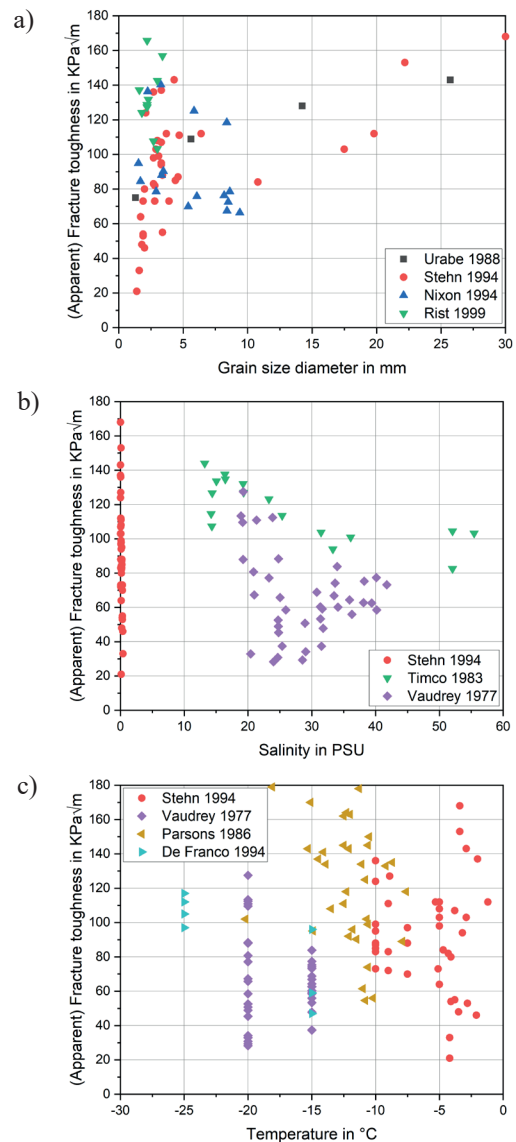 a)
(Apparent) Fracture toughness in KPa√m
180
160
140
120
100
80
60
40
20
0
0 5 10 15 20 25 30
Grain size diameter in mm
Urabe 1988
Stehn 1994
Nixon 1994
Rist 1999
b)
(Apparent) Fracture toughness in KPa√m
180
160
140
120
100
80
60
40
20
0
0 10 20 30 40 50 60
Salinity in PSU
Stehn 1994
Timco 1983
Vaudrey 1977
c)
(Apparent) Fracture toughness in KPa√m
180
160
140
120
100
80
60
40
20
0
-30 -25 -20 -15 -10 -5 0
Temperature in °C
Stehn 1994
Vaudrey 1977
Parsons 1986
De Franco 1994